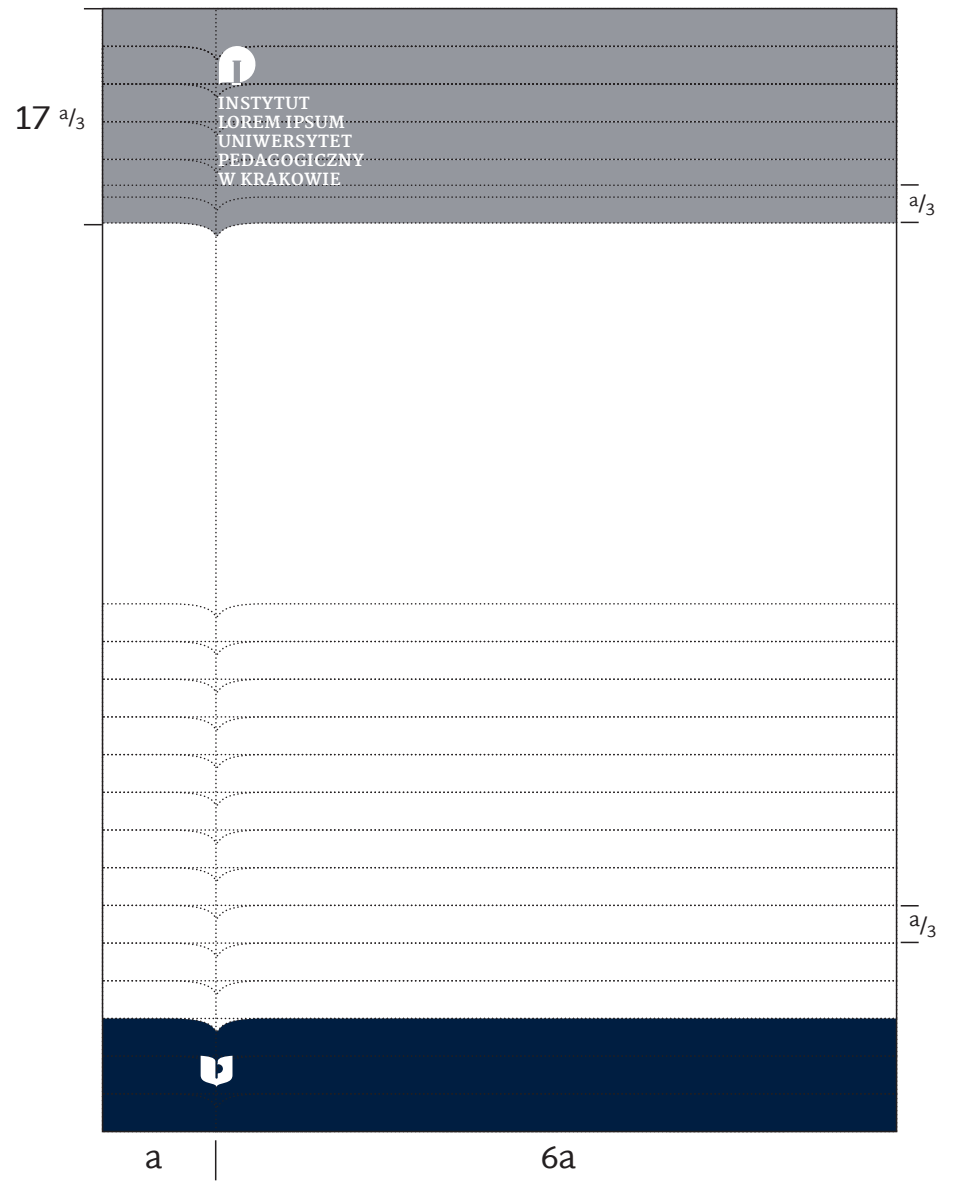 I
17 a/3
INSTYTUT
LOREM IPSUM
UNIWERSYTET
PEDAGOGICZNY
W KRAKOWIE
a/3
a/3
a
6a